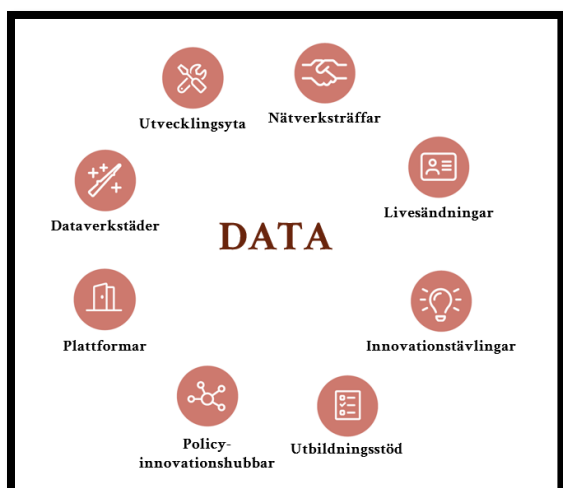 Utvecklingsyta
Nätverksträffar
Dataverkstäder
Livesändningar
DATA
Plattformar
Innovationstävlingar
Policy-
innovationshubbar
Utbildningsstöd